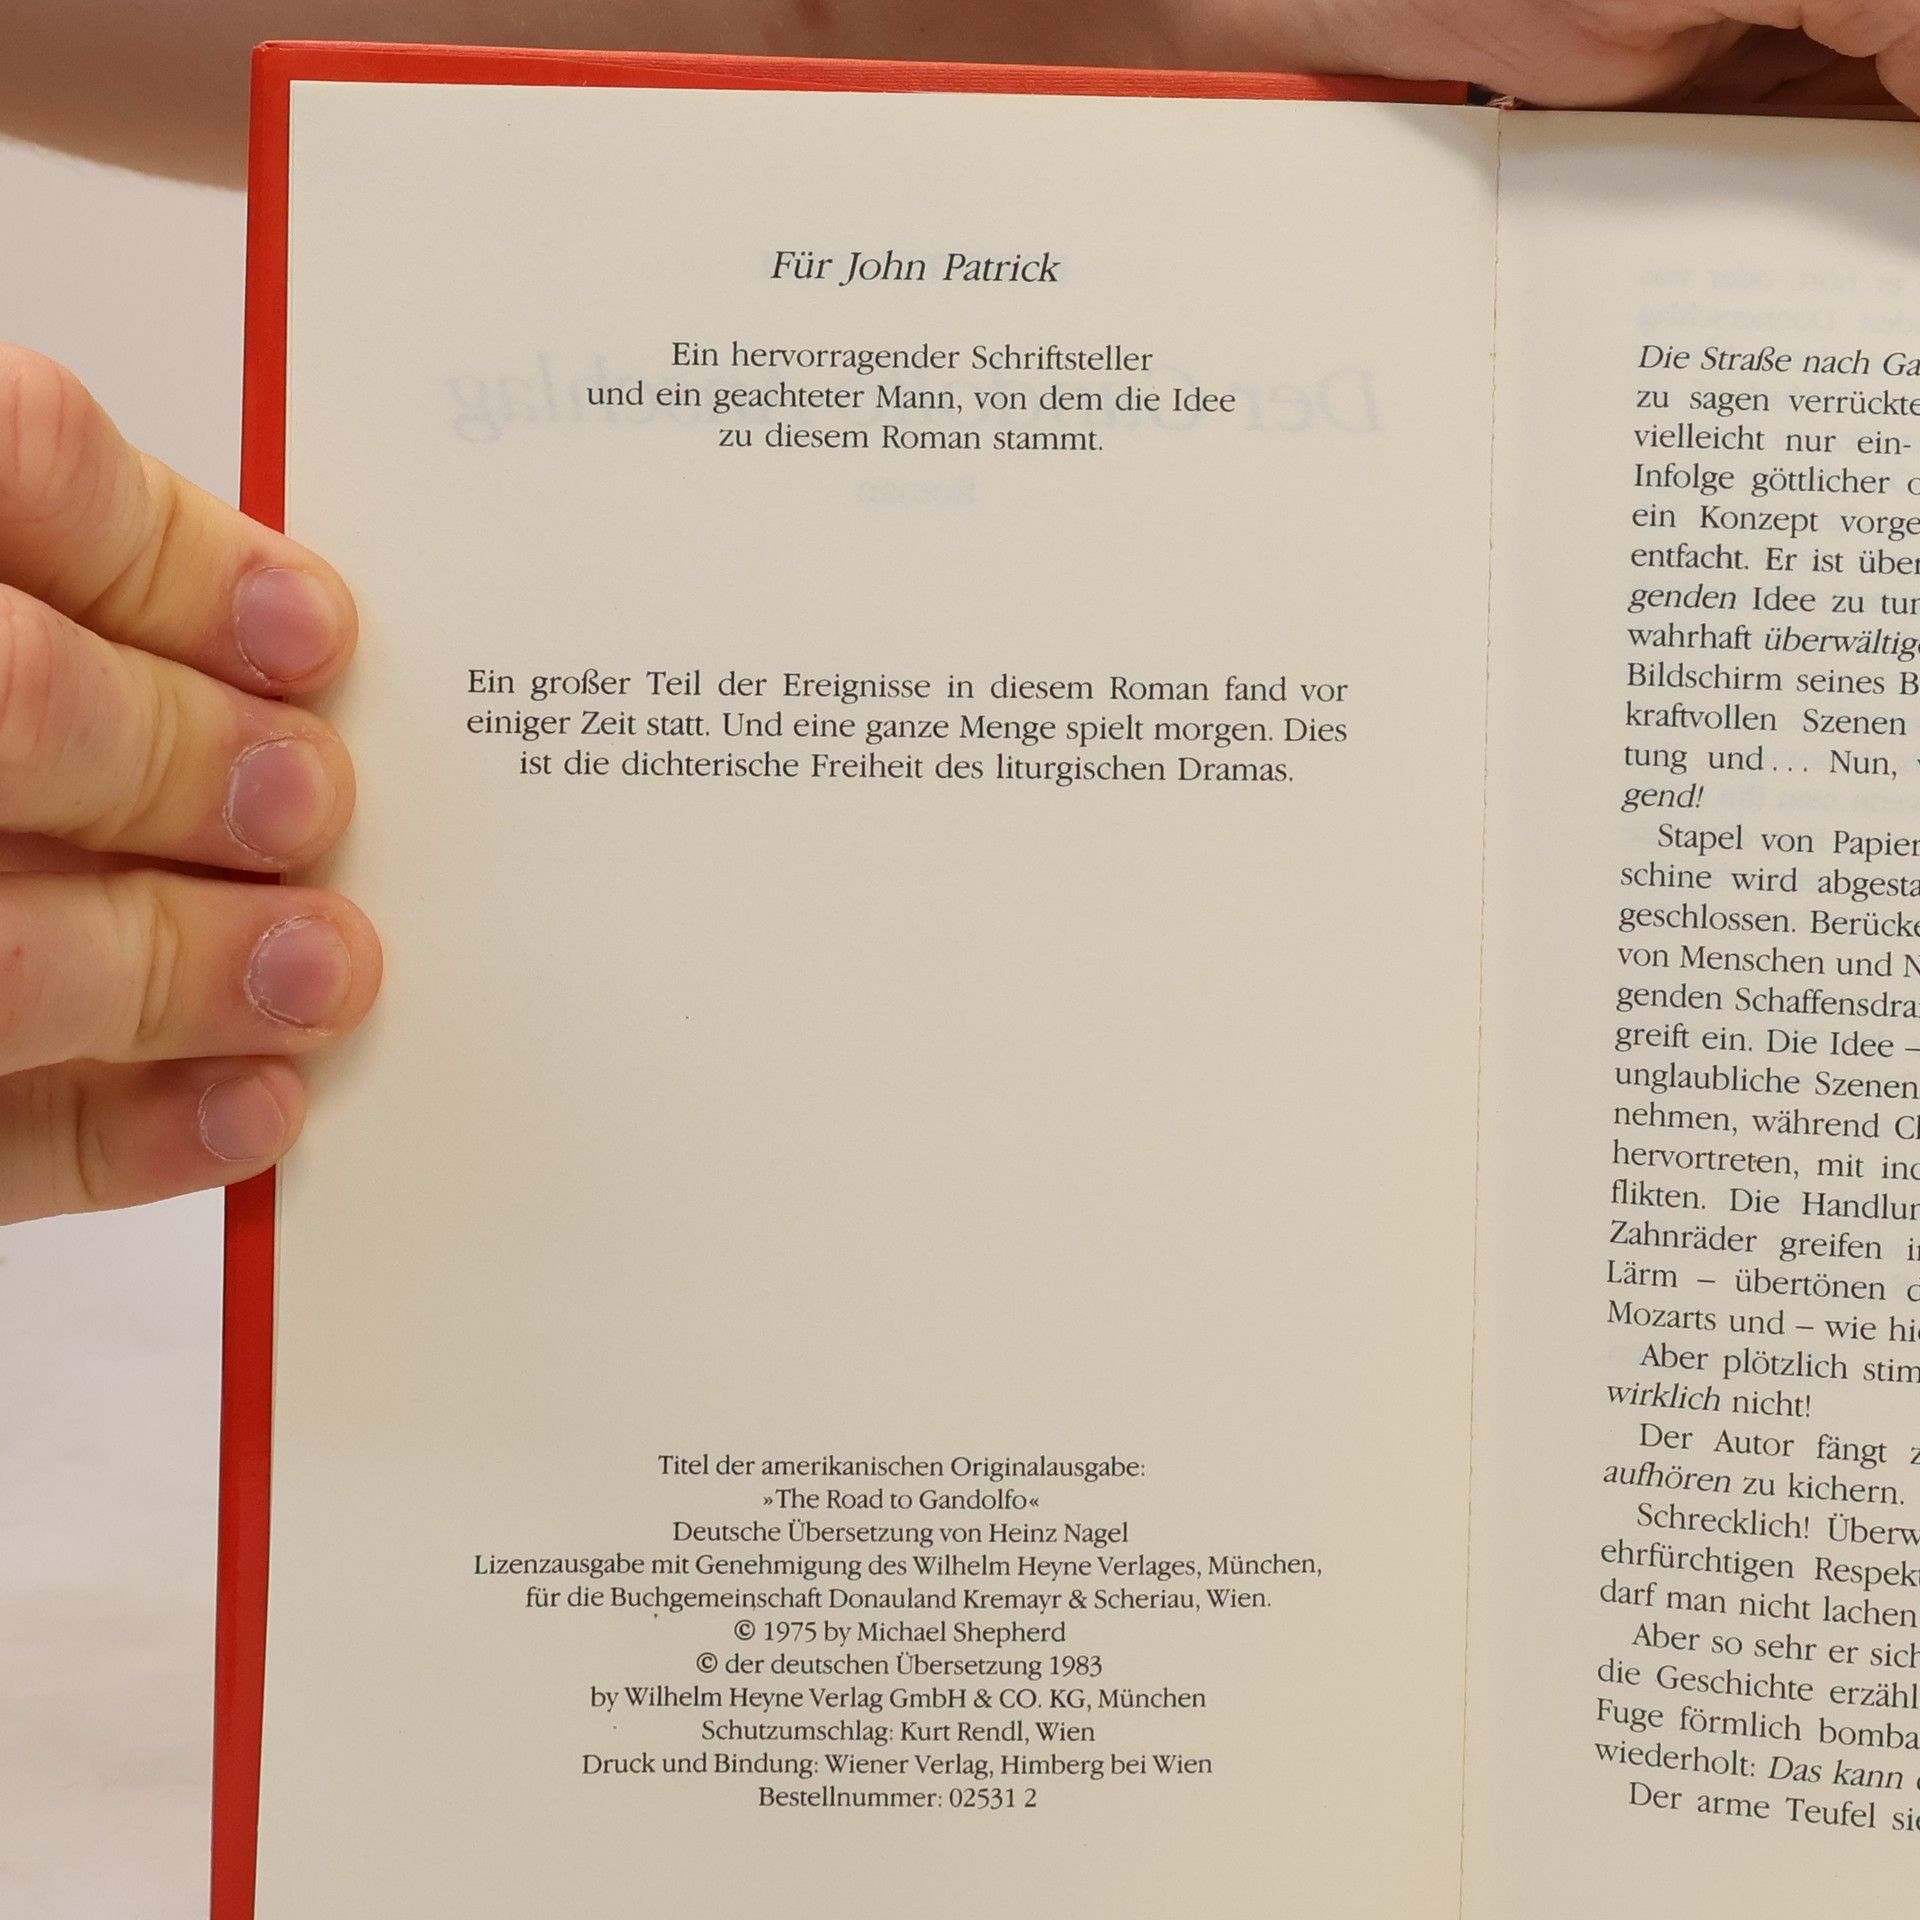 Für John Patrick
Ein hervorragender Schriftsteller
und ein geachteter Mann, von dem die Idee
zu diesem Roman stammt.
Ein großer Teil der Ereignisse in diesem Roman fand vor
einiger Zeit statt. Und eine ganze Menge spielt morgen. Dies
ist die dichterische Freiheit des liturgischen Dramas.
Titel der amerikanischen Originalausgabe:
»The Road to Gandolfo«
Deutsche Übersetzung von Heinz Nagel
Lizenzausgabe mit Genehmigung des Wilhelm Heyne Verlages, München,
für die Buchgemeinschaft Donauland Kremayr & Scheriau, Wien.
© 1975 by Michael Shepherd
© der deutschen Übersetzung 1983
by Wilhelm Heyne Verlag GmbH & CO. KG, München
Schutzumschlag: Kurt Rendl, Wien
Druck und Bindung: Wiener Verlag, Himberg bei Wien
Bestellnummer: 02531 2
Die Straße nach
zu sagen
vielleicht nur ein-
Infolge göttlicher
ein Konzept
entfacht. Er ist
genden Idee zu
wahrhaft
Bildschirm seines
kraftvollen Szenen
tung und... Nun,
gend!
Stapel von
schine wird
geschlossen.
von Menschen und
genden
greift ein. Die Idee –
unglaubliche Szenen
nehmen, während
hervortreten, mit
flikten. Die
Zahnräder greifen
Lärm – übertönen
Mozarts und – wie
Aber plötzlich
wirklich nicht!
Der Autor fängt
aufhören zu kichern.
Schrecklich!
ehrfürchtigen
darf man nicht lachen
Aber so sehr er
die Geschichte
Fuge förmlich
wiederholt: Das kann
Der arme Teufel